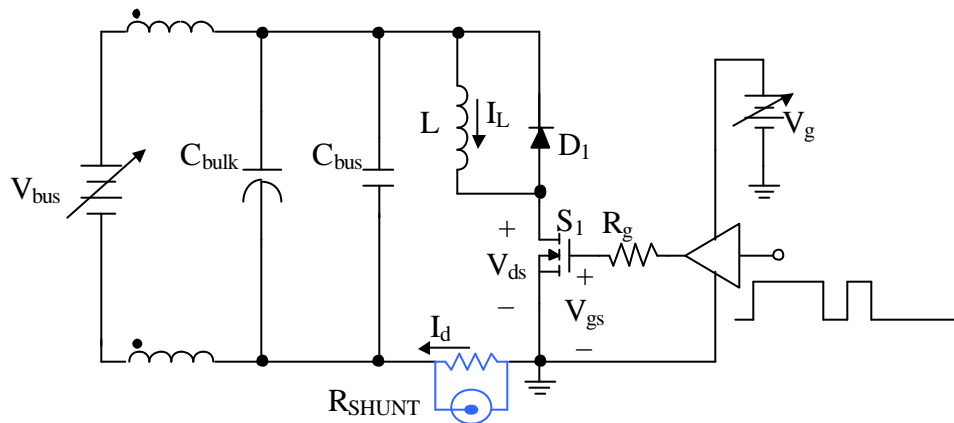 V_bus
C_bulk
C_bus
L
I_L
D_1
V_g
+
S_1
R_g
V_ds
–
+
V_gs
–
I_d
R_SHUNT